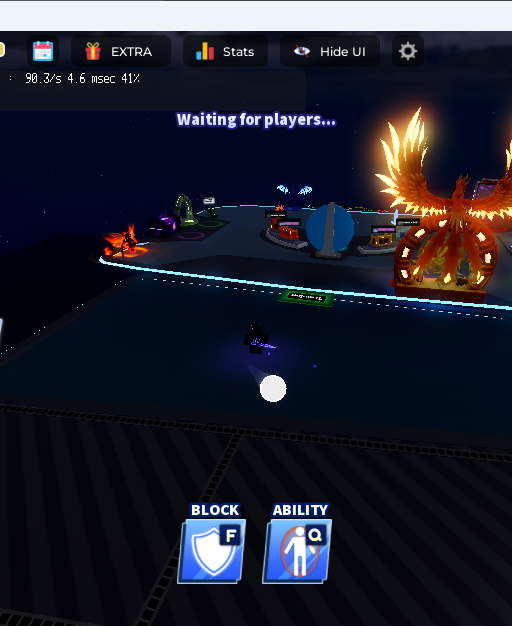 EXTRA
Stats
Hide UI
: 90.3/s 4.6 msec 41%
Waiting for players...
BLOCK
ABILITY
F
Q